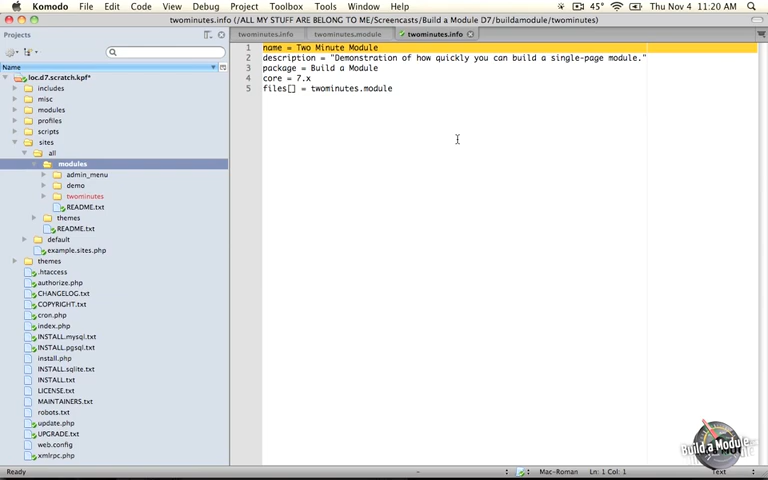 Komodo File Edit Code View Debug Project Toolbox Tools Window Help 45° Thu Nov 4 11:20 AM
twominutes.info (/ALL MY STUFF ARE BELONG TO ME/Screencasts/Build a Module D7/buildamodule/twominutes)
Projects
twominutes.info twominutes.module twominutes.info
Name
loc.d7.scratch.kpf*
includes
misc
modules
profiles
scripts
sites
all
modules
admin_menu
demo
twominutes
README.txt
themes
README.txt
default
example.sites.php
themes
.htaccess
authorize.php
CHANGELOG.txt
COPYRIGHT.txt
cron.php
index.php
INSTALL.mysql.txt
INSTALL.pgsql.txt
install.php
INSTALL.sqlite.txt
INSTALL.txt
LICENSE.txt
MAINTAINERS.txt
robots.txt
update.php
UPGRADE.txt
web.config
xmlrpc.php
1 name = Two Minute Module
2 description = "Demonstration of how quickly you can build a single-page module."
3 package = Build a Module
4 core = 7.x
5 files[] = twominutes.module
Build a Module
Ready Mac-Roman Ln: 1 Col: 1 Text